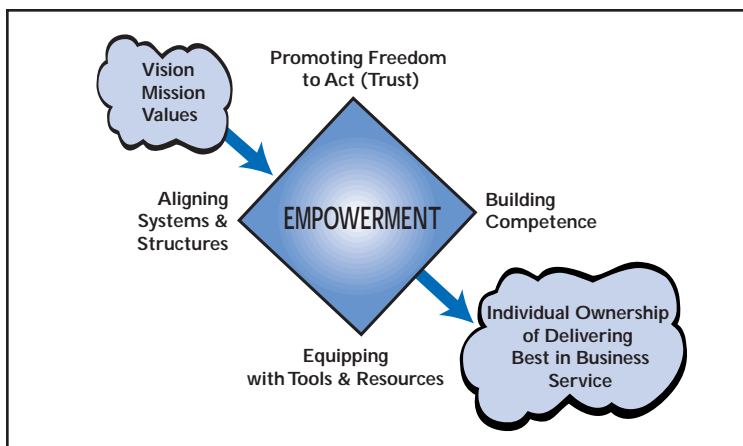 Vision
Mission
Values
Promoting Freedom
to Act (Trust)
Aligning
Systems &
Structures
EMPOWERMENT
Building
Competence
Equipping
with Tools & Resources
Individual Ownership
of Delivering
Best in Business
Service